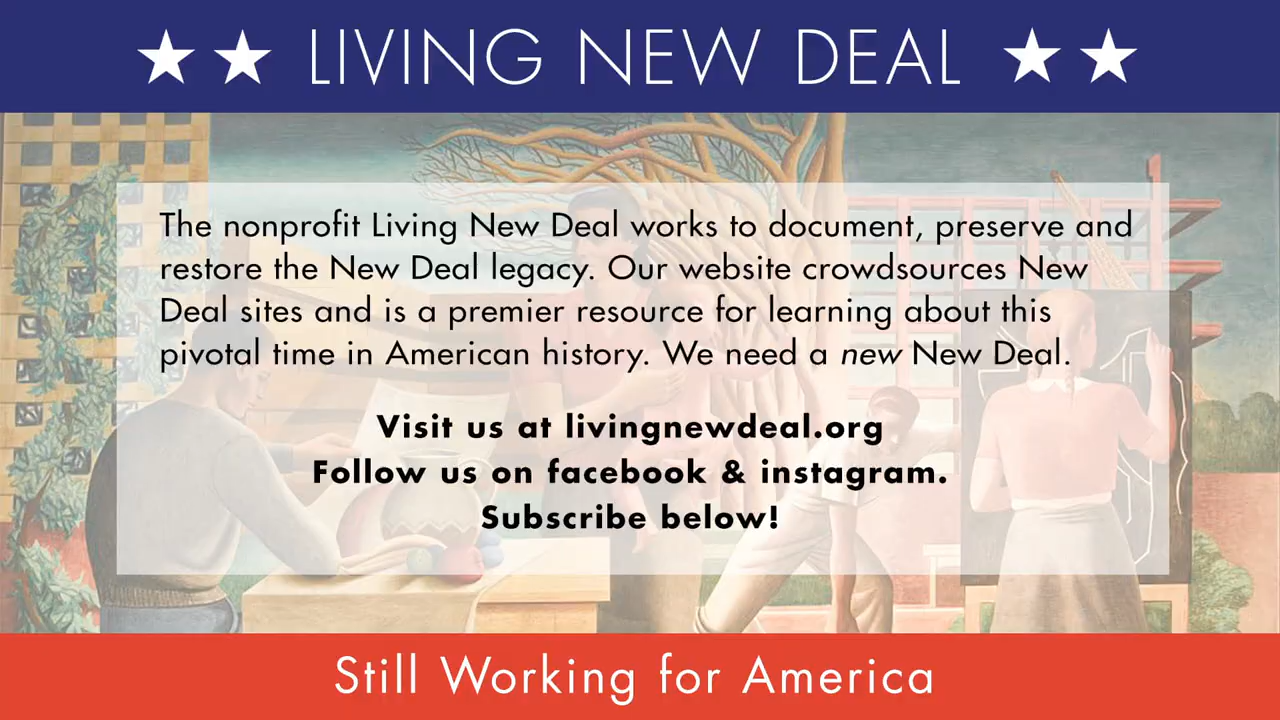 LIVING NEW DEAL
The nonprofit Living New Deal works to document, preserve and
restore the New Deal legacy. Our website crowdsources New
Deal sites and is a premier resource for learning about this
pivotal time in American history. We need a new New Deal.
Visit us at livingnewdeal.org
Follow us on facebook & instagram.
Subscribe below!
Still Working for America